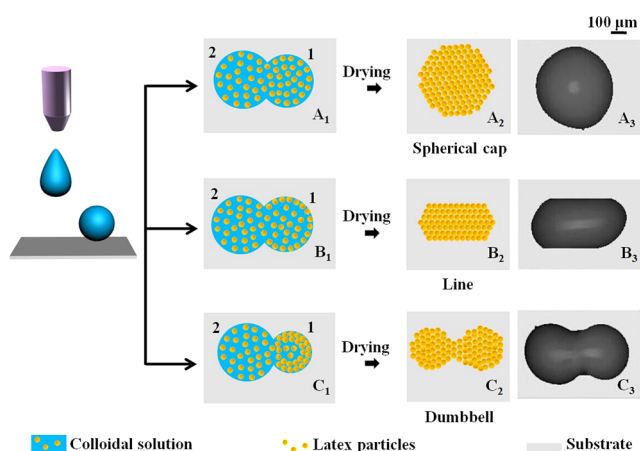 100 μm
2 1
Drying
A₁
A₂
A₃
Spherical cap
2 1
Drying
B₁
B₂
B₃
Line
2 1
Drying
C₁
C₂
C₃
Dumbbell
Colloidal solution
Latex particles
Substrate